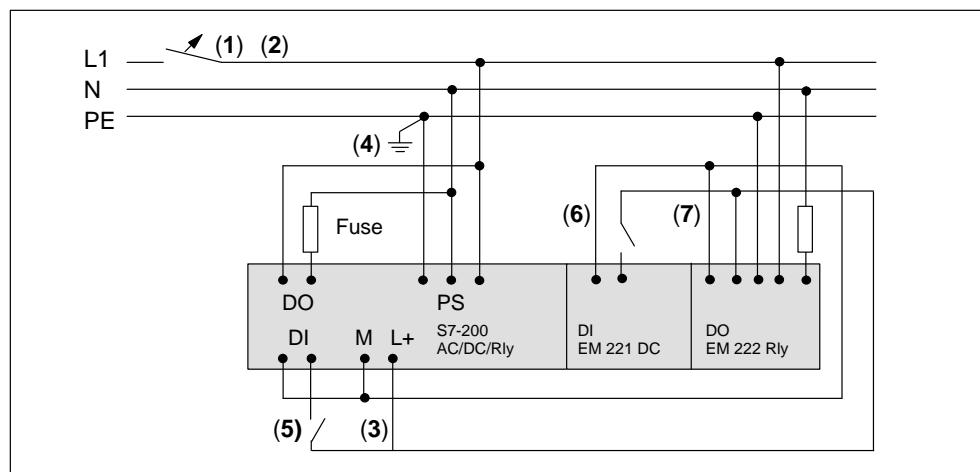 L1 (1) (2)
N
PE
(4)
(6) (7)
Fuse
DO PS
DI M L+ S7-200
AC/DC/Rly
DI
EM 221 DC
DO
EM 222 Rly
(5) (3)